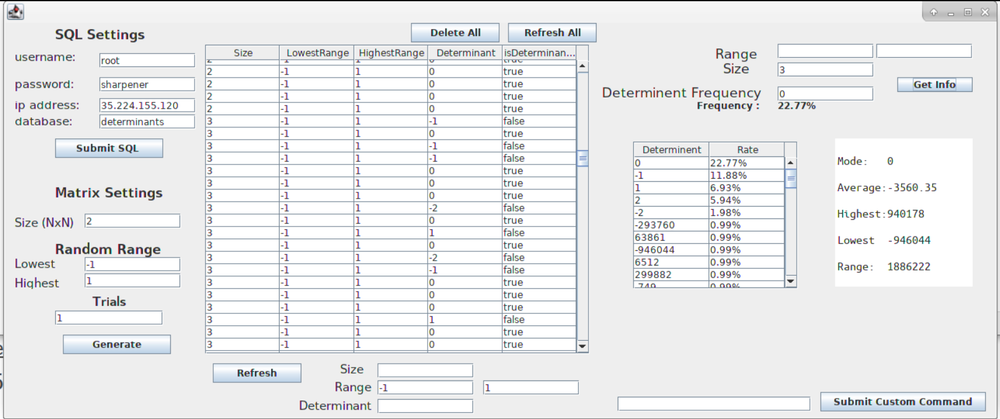 SQL Settings
username: root
password: sharpener
ip address: 35.224.155.120
database: determinants
Submit SQL
Matrix Settings
Size (NxN) 2
Random Range
Lowest -1
Highest 1
Trials
1
Generate
Delete All Refresh All
Size LowestRange HighestRange Determinant isDeterminan...
2 -1 1 0 true
2 -1 1 0 true
2 -1 1 0 true
2 -1 1 0 true
2 -1 1 0 true
3 -1 1 -1 false
3 -1 1 0 true
3 -1 1 -1 false
3 -1 1 -1 false
3 -1 1 0 true
3 -1 1 0 true
3 -1 1 0 true
3 -1 1 -2 false
3 -1 1 0 true
3 -1 1 1 false
3 -1 1 0 true
3 -1 1 -2 false
3 -1 1 -1 false
3 -1 1 0 true
3 -1 1 0 true
3 -1 1 0 true
3 -1 1 1 false
3 -1 1 0 true
3 -1 1 0 true
Refresh
Size
Range -1 1
Determinant
Range
Size 3
Get Info
Determinent Frequency 0
Frequency : 22.77%
Determinent Rate
0 22.77%
-1 11.88%
1 6.93%
2 5.94%
-2 1.98%
-293760 0.99%
63861 0.99%
-946044 0.99%
6512 0.99%
299882 0.99%
-749 0.99%
Mode: 0
Average:-3560.35
Highest:940178
Lowest -946044
Range: 1886222
Submit Custom Command